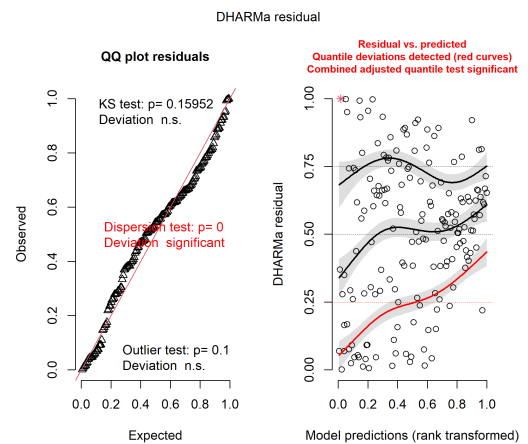 DHARMa residual
QQ plot residuals
KS test: p= 0.15952
Deviation n.s.
Dispersion test: p= 0
Deviation significant
Outlier test: p= 0.1
Deviation n.s.
Observed
0.0 0.2 0.4 0.6 0.8 1.0
0.0 0.2 0.4 0.6 0.8 1.0
Expected
Residual vs. predicted
Quantile deviations detected (red curves)
Combined adjusted quantile test significant
DHARMa residual
0.00 0.25 0.50 0.75 1.00
0.0 0.2 0.4 0.6 0.8 1.0
Model predictions (rank transformed)